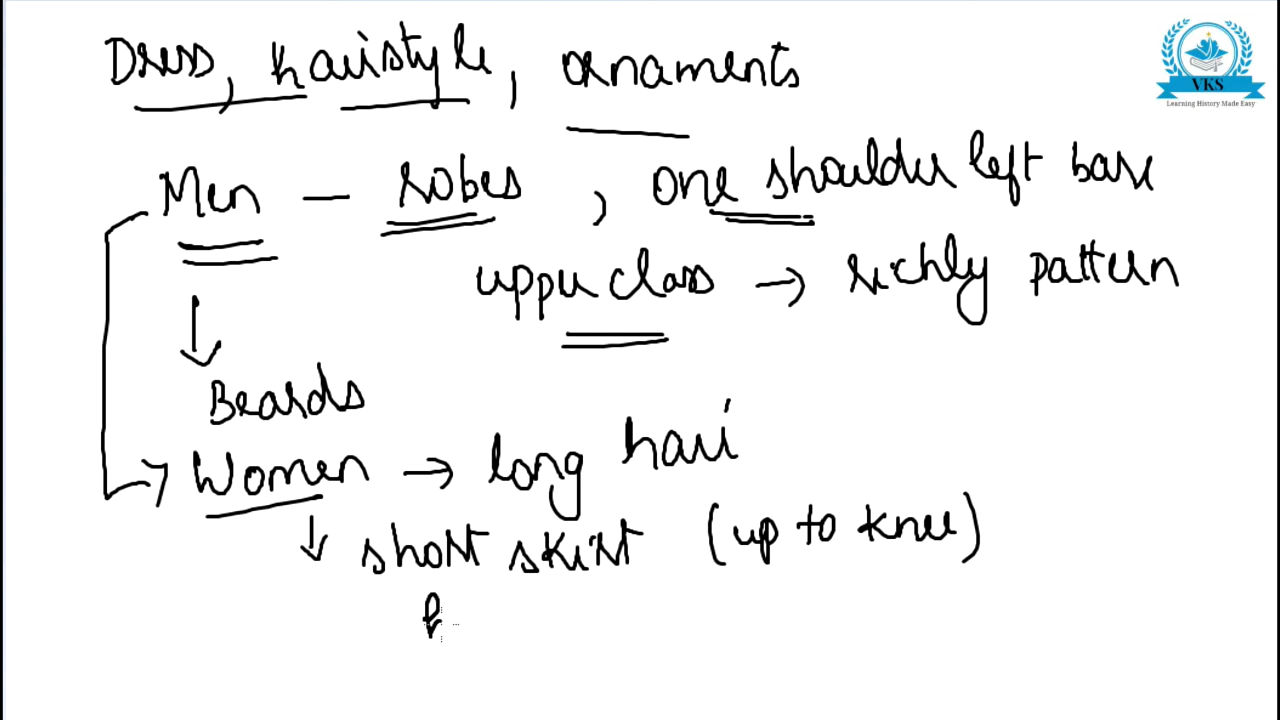 Dress, hairstyle, ornaments
VKS
Learning History Made Easy
Men – robes, one shoulder left bare
upper class → richly pattern
↓
Beards
→ Women → long hair
↓ short skirt (up to knee)